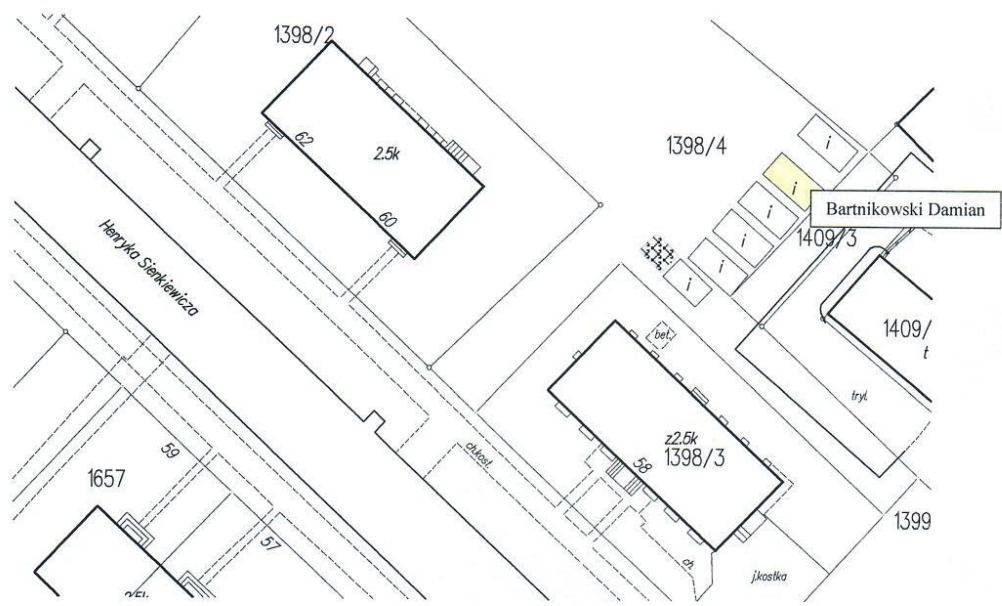 1398/2
62
2.5k
60
Henryka Sienkiewicza
1398/4
i
i
i
i
i
i
Bartnikowski Damian
1409/3
1409/
t
bet.
tryl.
z2.5k
1398/3
58
ch.kost.
59
1657
57
ch.
j.kostka
1399